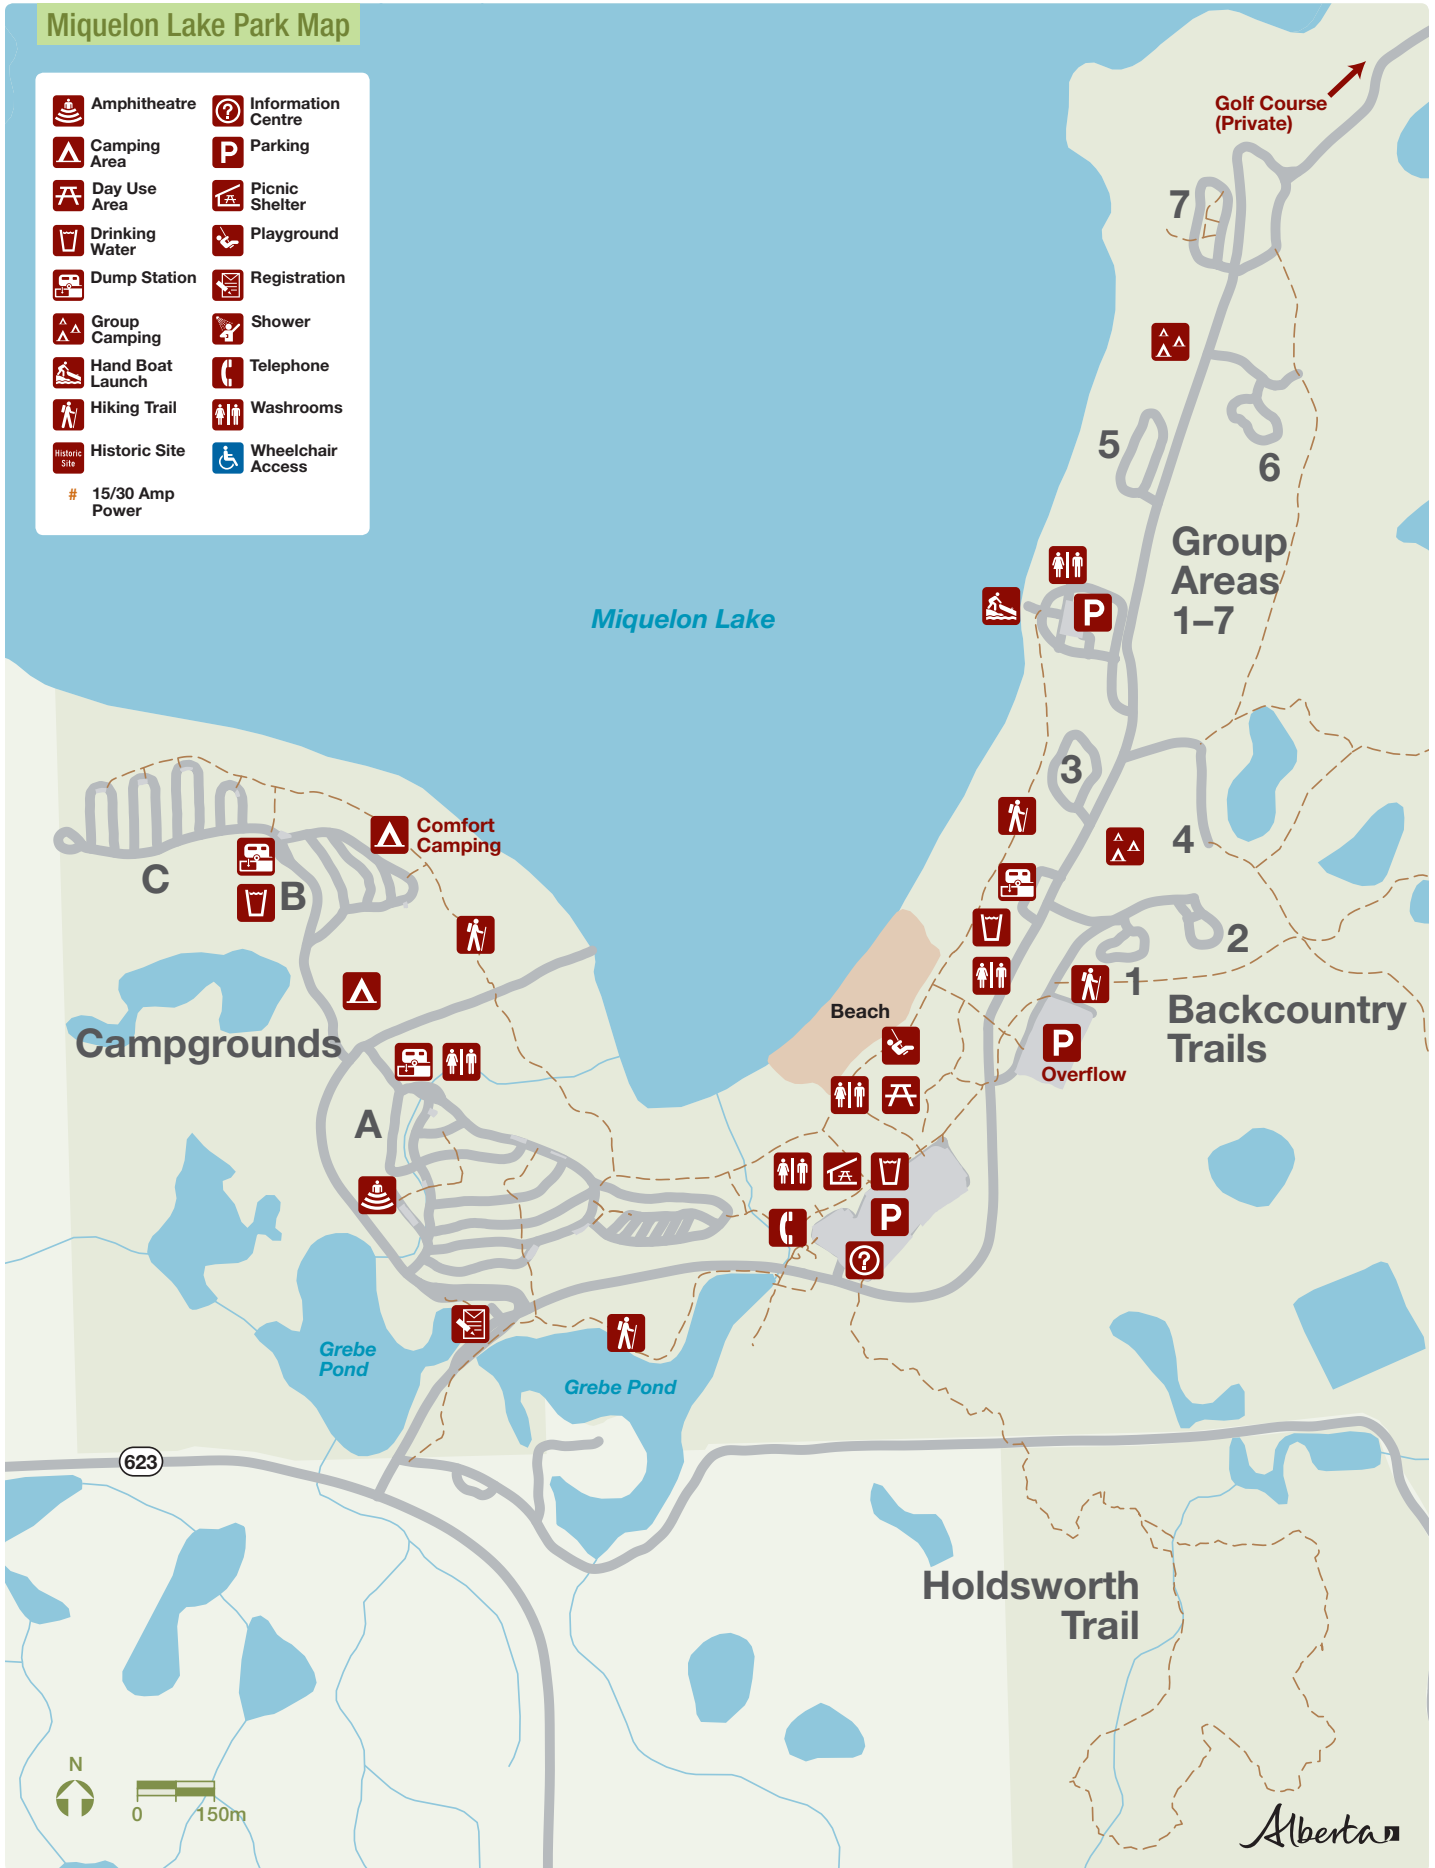 Miquelon Lake Park Map
Amphitheatre
Camping
Area
Day Use
Area
Drinking
Water
Dump Station
Group
Camping
Hand Boat
Launch
Hiking Trail
Historic
Site
Historic Site
#
15/30 Amp
Power
?
Information
Centre
P
Parking
Picnic
Shelter
Playground
Registration
Shower
Telephone
Washrooms
Wheelchair
Access
Golf Course
(Private)
7
5
6
Group
Areas
1–7
P
Miquelon Lake
3
4
2
1
Backcountry
Trails
P
Overflow
Beach
Comfort
Camping
C
B
Campgrounds
A
P
?
Grebe
Pond
Grebe Pond
623
Holdsworth
Trail
N
0
150m
Alberta